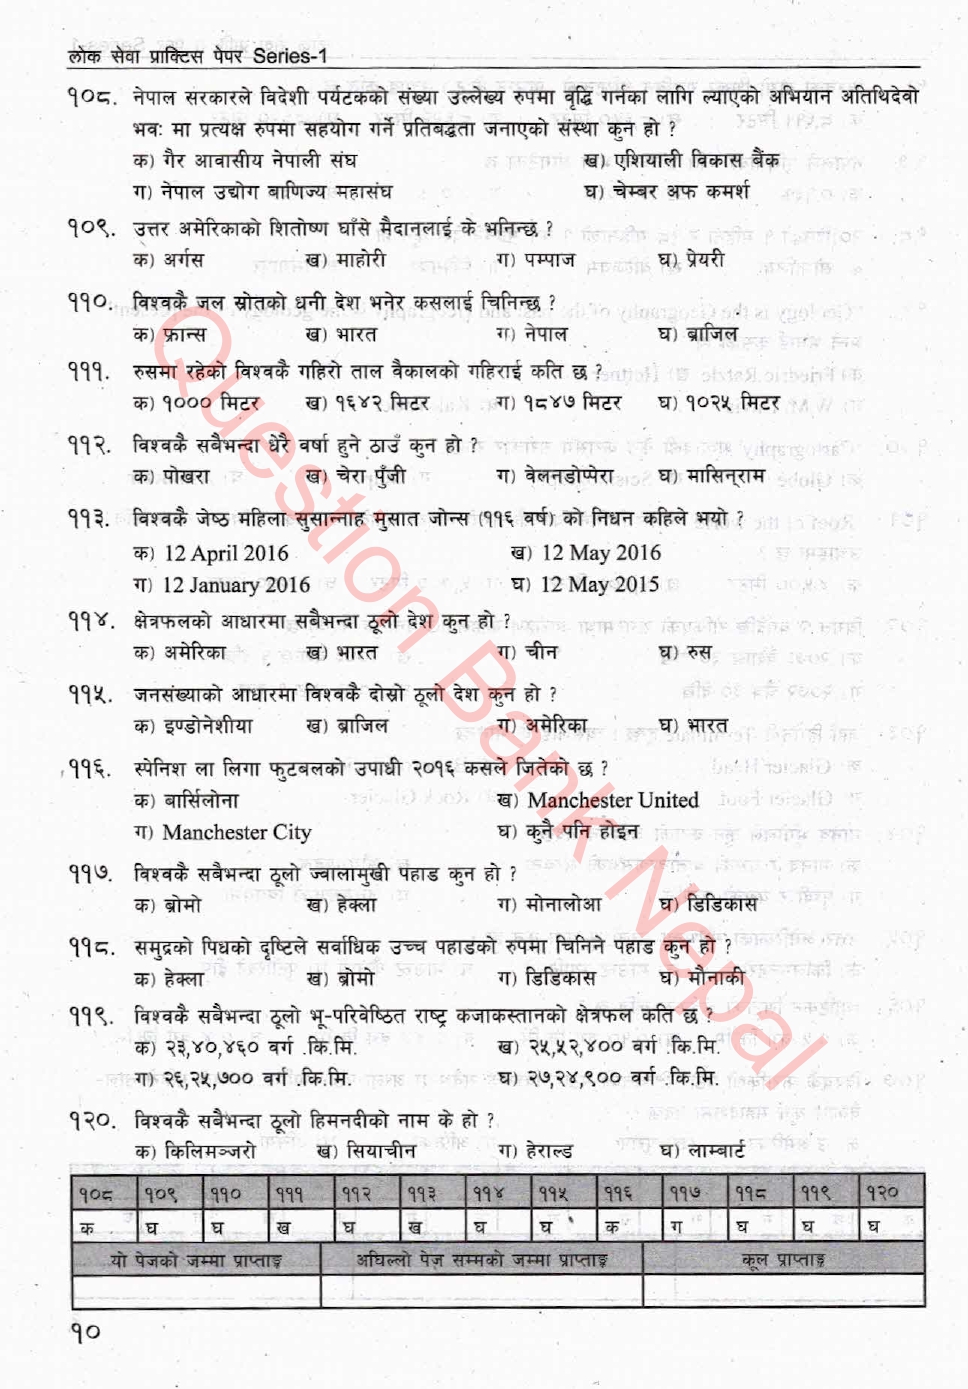 लोक सेवा प्राक्टिस पेपर Series-1
१०८. नेपाल सरकारले विदेशी पर्यटकको संख्या उल्लेख्य रुपमा वृद्धि गर्नका लागि ल्याएको अभियान अतिथिदेवो
भवः मा प्रत्यक्ष रुपमा सहयोग गर्ने प्रतिबद्धता जनाएको संस्था कुन हो ?
क) गैर आवासीय नेपाली संघ ख) एशियाली विकास बैंक
ग) नेपाल उद्योग बाणिज्य महासंघ घ) चेम्बर अफ कमर्श
१०९. उत्तर अमेरिकाको शितोष्ण घाँसे मैदानलाई के भनिन्छ ?
क) अर्गस ख) माहोरी ग) पम्पाज घ) प्रेयरी
११०. विश्वकै जल स्रोतको धनी देश भनेर कसलाई चिनिन्छ ?
क) फ्रान्स ख) भारत ग) नेपाल घ) ब्राजिल
१११. रुसमा रहेको विश्वकै गहिरो ताल बैकालको गहिराई कति छ ?
क) १००० मिटर ख) १६४२ मिटर ग) १८४७ मिटर घ) १०२५ मिटर
११२. विश्वकै सबैभन्दा धेरै वर्षा हुने ठाउँ कुन हो ?
क) पोखरा ख) चेरा पुँजी ग) वेलनडोप्पेरा घ) मासिन्‌राम
११३. विश्वकै जेष्ठ महिला सुसान्नाह मुसात जोन्स (११६ वर्ष) को निधन कहिले भयो ?
क) 12 April 2016 ख) 12 May 2016
ग) 12 January 2016 घ) 12 May 2015
११४. क्षेत्रफलको आधारमा सबैभन्दा ठूलो देश कुन हो ?
क) अमेरिका ख) भारत ग) चीन घ) रुस
११५. जनसंख्याको आधारमा विश्वकै दोस्रो ठूलो देश कुन हो ?
क) इण्डोनेशीया ख) ब्राजिल ग) अमेरिका घ) भारत
११६. स्पेनिश ला लिगा फुटबलको उपाधी २०१६ कसले जितेको छ ?
क) बार्सिलोना ख) Manchester United
ग) Manchester City घ) कुनै पनि होइन
११७. विश्वकै सबैभन्दा ठूलो ज्वालामुखी पहाड कुन हो ?
क) ब्रोमो ख) हेक्ला ग) मोनालोआ घ) डिडिकास
११८. समुद्रको पिधको दृष्टिले सर्वाधिक उच्च पहाडको रुपमा चिनिने पहाड कुन हो ?
क) हेक्ला ख) ब्रोमो ग) डिडिकास घ) मौनाकी
११९. विश्वकै सबैभन्दा ठूलो भू-परिवेष्ठित राष्ट्र कजाकस्तानको क्षेत्रफल कति छ ?
क) २३,४०,४६० वर्ग .कि.मि. ख) २५,५२,४०० वर्ग .कि.मि.
ग) २६,२५,७०० वर्ग .कि.मि. घ) २७,२४,९०० वर्ग .कि.मि.
१२०. विश्वकै सबैभन्दा ठूलो हिमनदीको नाम के हो ?
क) किलिमञ्जरो ख) सियाचीन ग) हेराल्ड घ) लाम्बार्ट
१०८ १०९ ११० १११ ११२ ११३ ११४ ११५ ११६ ११७ ११८ ११९ १२०
क घ घ ख घ ख घ घ क ग घ घ घ
यो पेजको जम्मा प्राप्ताङ्क अघिल्लो पेज सम्मको जम्मा प्राप्ताङ्क कूल प्राप्ताङ्क
१०
Question Bank Nepal